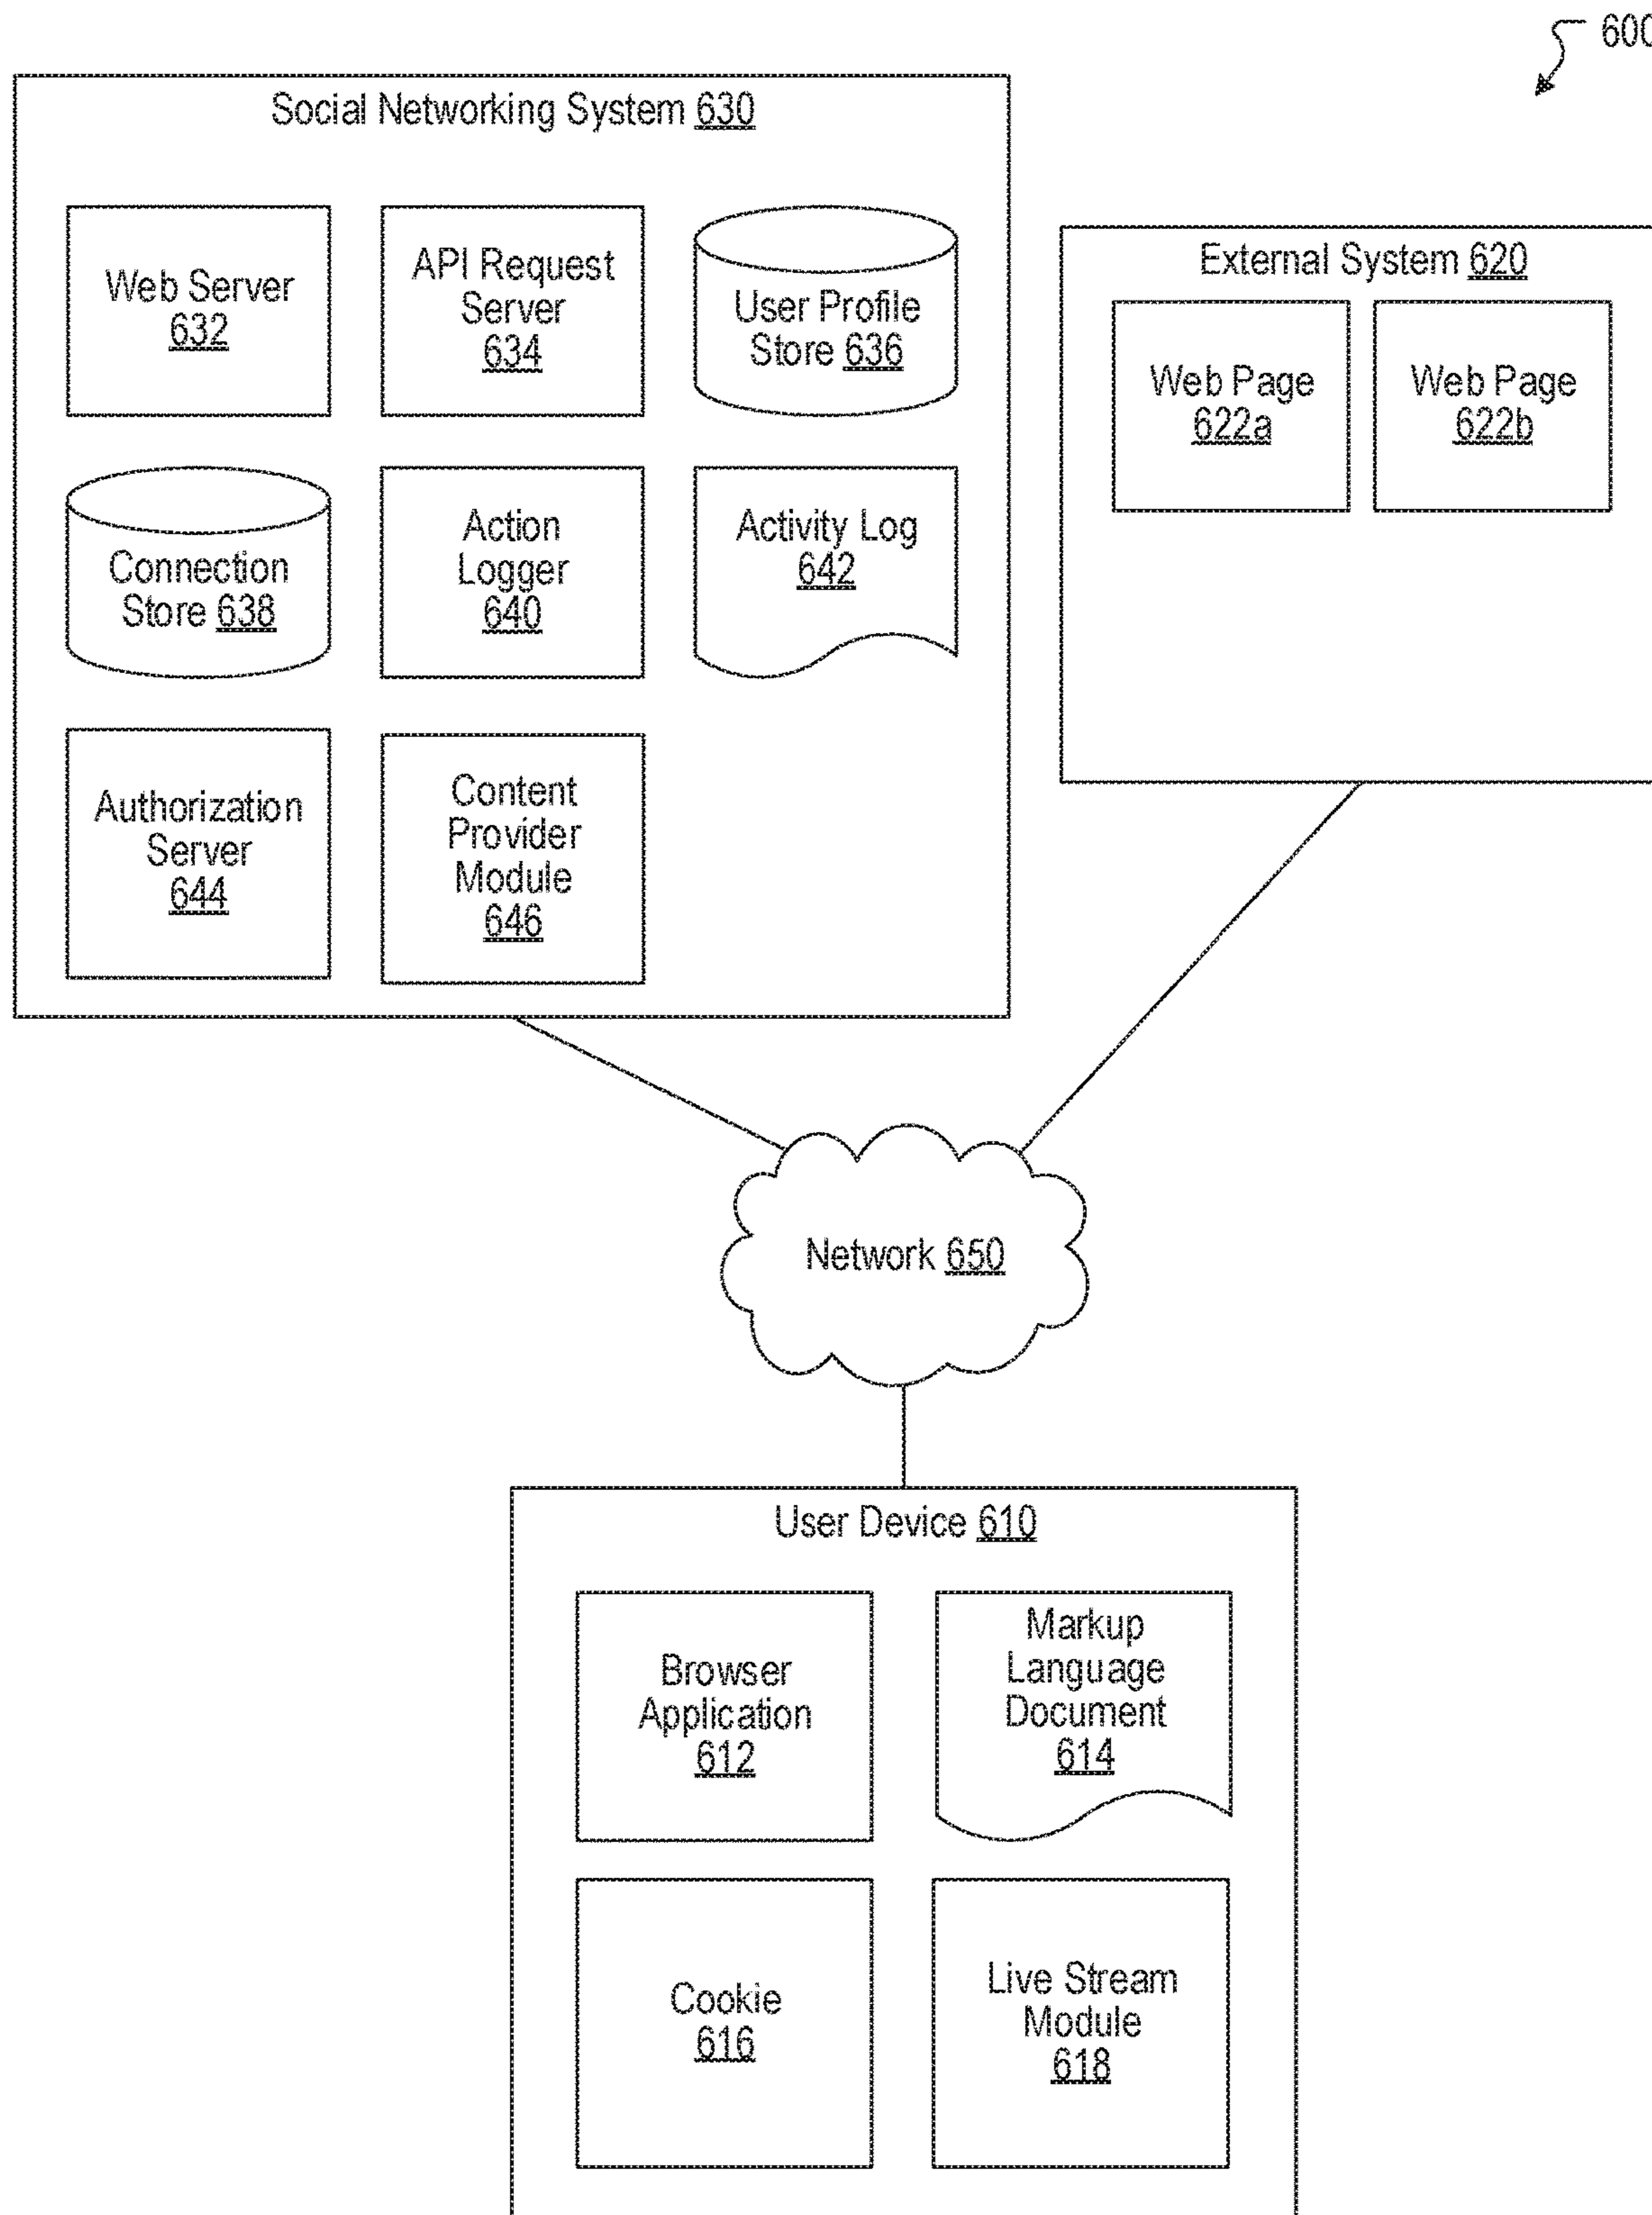 600
Social Networking System 630
Web Server
632
API Request
Server
634
User Profile
Store 636
Connection
Store 638
Action
Logger
640
Activity Log
642
Authorization
Server
644
Content
Provider
Module
646
External System 620
Web Page
622a
Web Page
622b
Network 650
User Device 610
Browser
Application
612
Markup
Language
Document
614
Cookie
616
Live Stream
Module
618